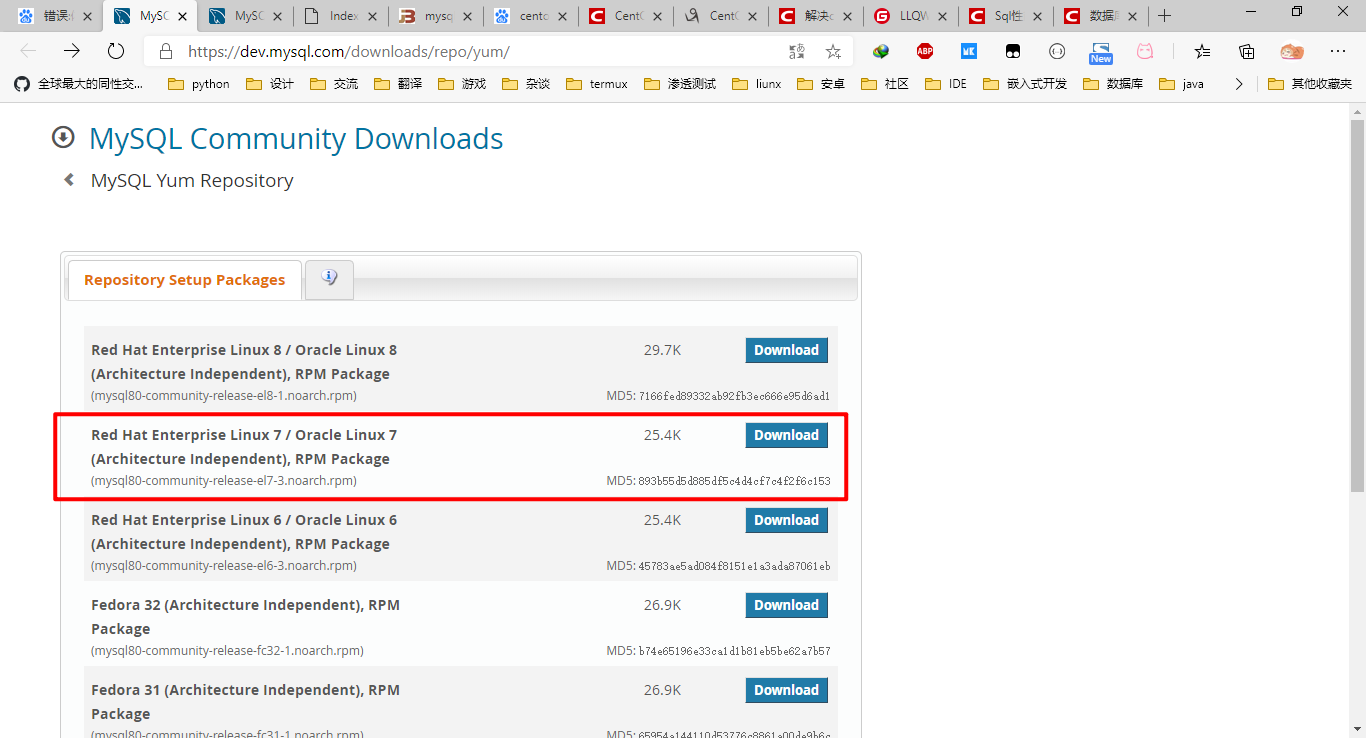 错误:
MySC
MySC
Index
mysq
cento
CentC
CentC
解决c
LLQW
Sql性
数据库
https://dev.mysql.com/downloads/repo/yum/
ABP
New
全球最大的同性交...
python
设计
交流
翻译
游戏
杂谈
termux
渗透测试
liunx
安卓
社区
IDE
嵌入式开发
数据库
java
其他收藏夹
MySQL Community Downloads
MySQL Yum Repository
Repository Setup Packages
Red Hat Enterprise Linux 8 / Oracle Linux 8 29.7K Download
(Architecture Independent), RPM Package
(mysql80-community-release-el8-1.noarch.rpm) MD5: 7166fed89332ab92fb3ec666e95d6ad1
Red Hat Enterprise Linux 7 / Oracle Linux 7 25.4K Download
(Architecture Independent), RPM Package
(mysql80-community-release-el7-3.noarch.rpm) MD5: 893b55d5d885df5c4d4cf7c4f2f6c153
Red Hat Enterprise Linux 6 / Oracle Linux 6 25.4K Download
(Architecture Independent), RPM Package
(mysql80-community-release-el6-3.noarch.rpm) MD5: 45783ae5ad084f8151e1a3ada87061eb
Fedora 32 (Architecture Independent), RPM 26.9K Download
Package
(mysql80-community-release-fc32-1.noarch.rpm) MD5: b74e65196e33ca1d1b81eb5be62a7b57
Fedora 31 (Architecture Independent), RPM 26.9K Download
Package
(mysql80-community-release-fc31-1.noarch.rpm) MD5: 65954a144110d53776c8861a00de9b6c